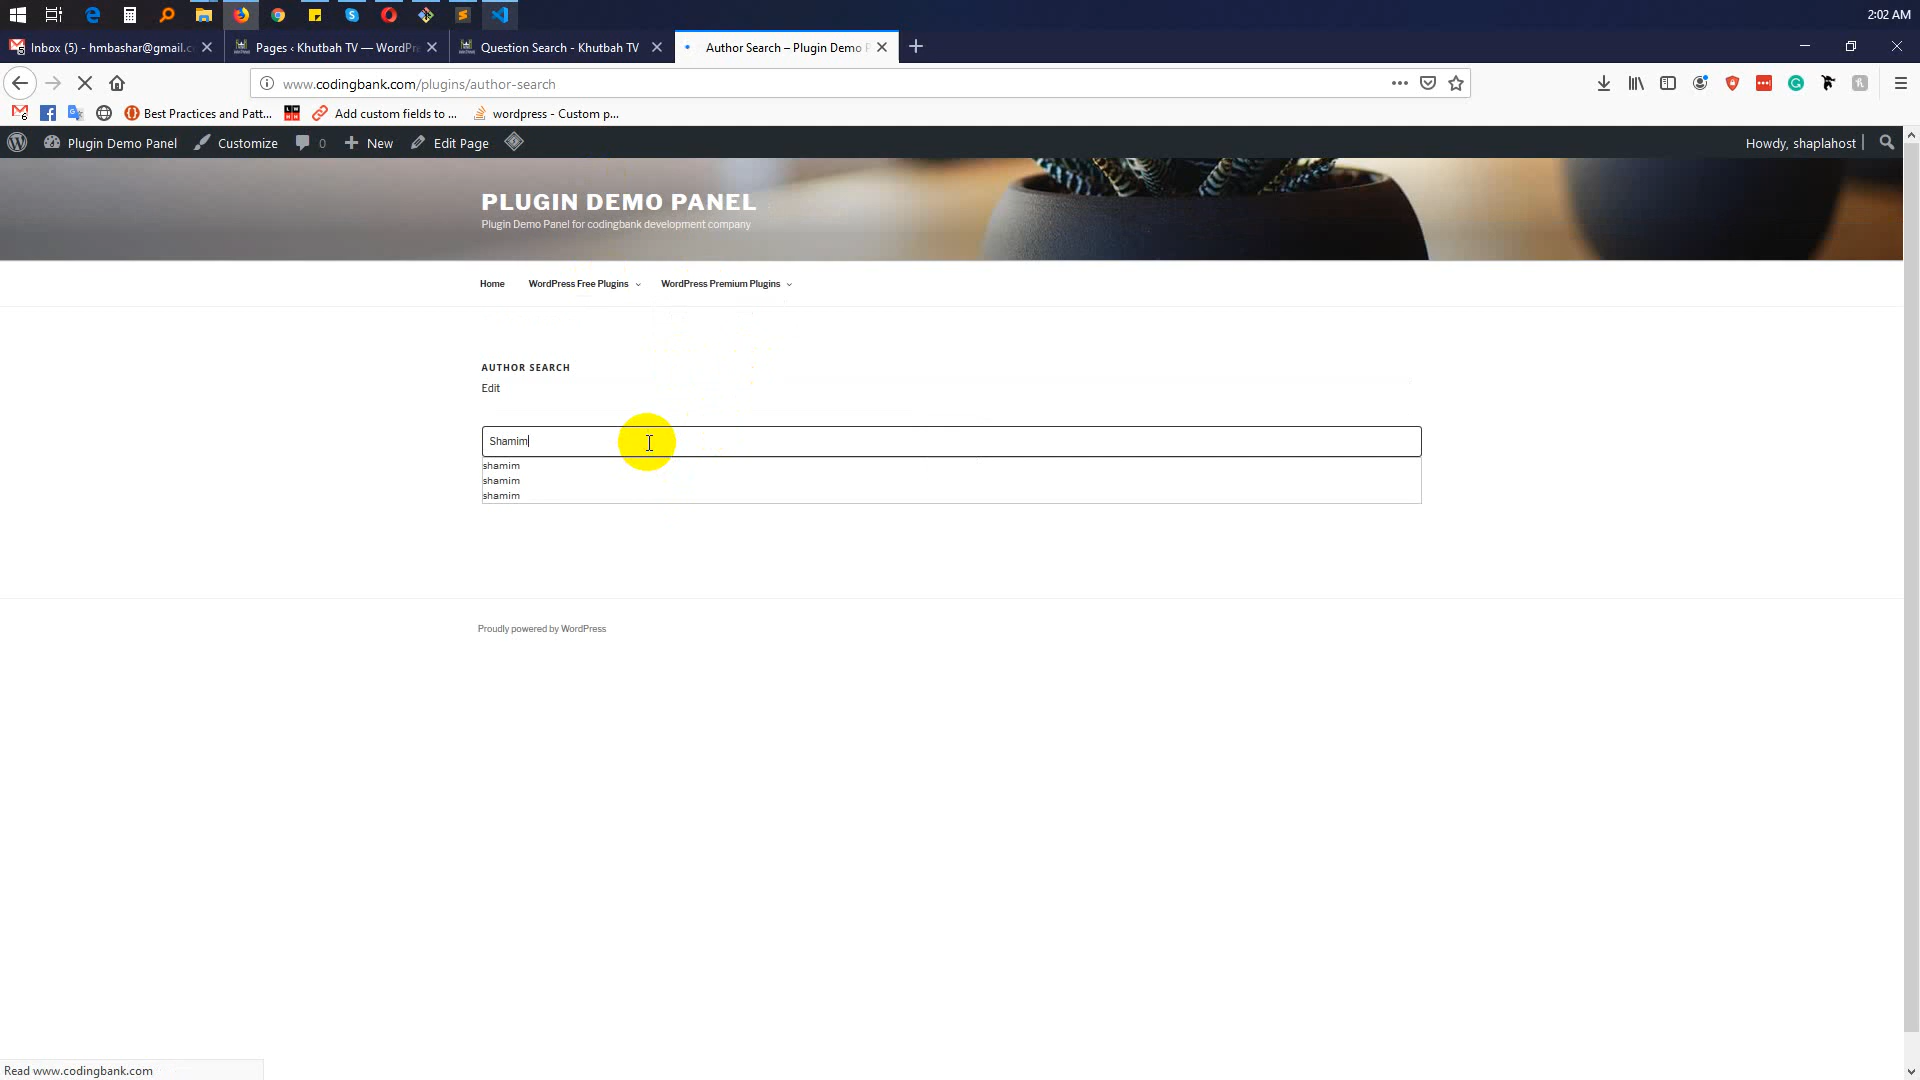 2:02 AM
Inbox (5) - hmbashar@gmail.c
Pages ‹ Khutbah TV — WordPre
Question Search - Khutbah TV
Author Search – Plugin Demo P
www.codingbank.com/plugins/author-search
Best Practices and Patt...
Add custom fields to ...
wordpress - Custom p...
Plugin Demo Panel
Customize
0
New
Edit Page
Howdy, shaplahost
PLUGIN DEMO PANEL
Plugin Demo Panel for codingbank development company
Home
WordPress Free Plugins
WordPress Premium Plugins
AUTHOR SEARCH
Edit
Shamim
shamim
shamim
shamim
Proudly powered by WordPress
Read www.codingbank.com